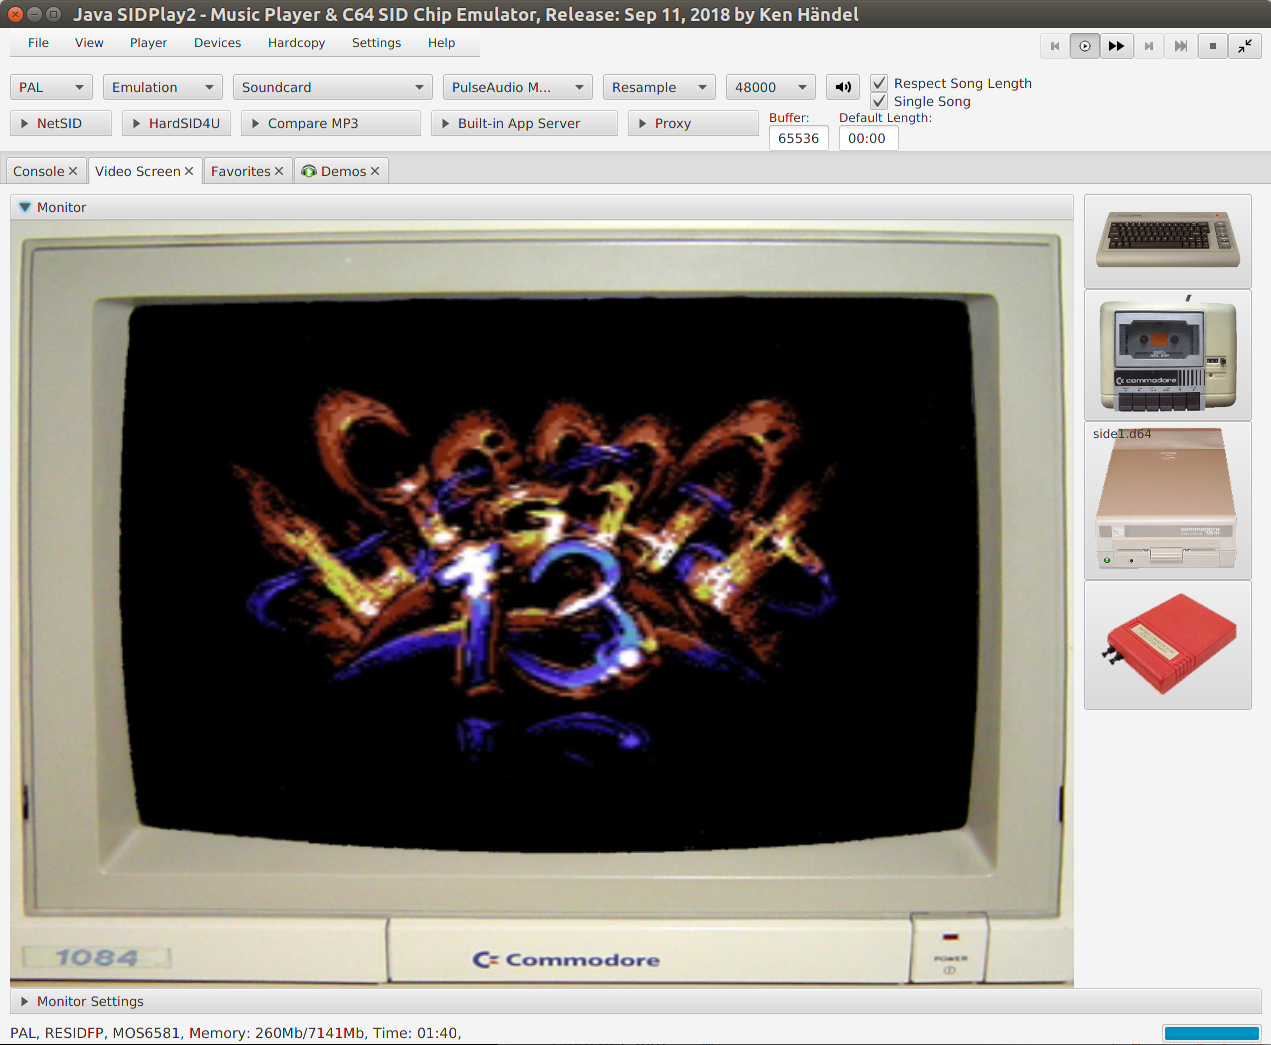 Java SIDPlay2 - Music Player & C64 SID Chip Emulator, Release: Sep 11, 2018 by Ken Händel
File View Player Devices Hardcopy Settings Help
PAL Emulation Soundcard PulseAudio M... Resample 48000 Respect Song Length
Single Song
NetSID HardSID4U Compare MP3 Built-in App Server Proxy Buffer: Default Length:
65536 00:00
Console Video Screen Favorites Demos
Monitor
side1.d64
commodore
13
1084 Commodore POWER
Monitor Settings
PAL, RESIDFP, MOS6581, Memory: 260Mb/7141Mb, Time: 01:40,